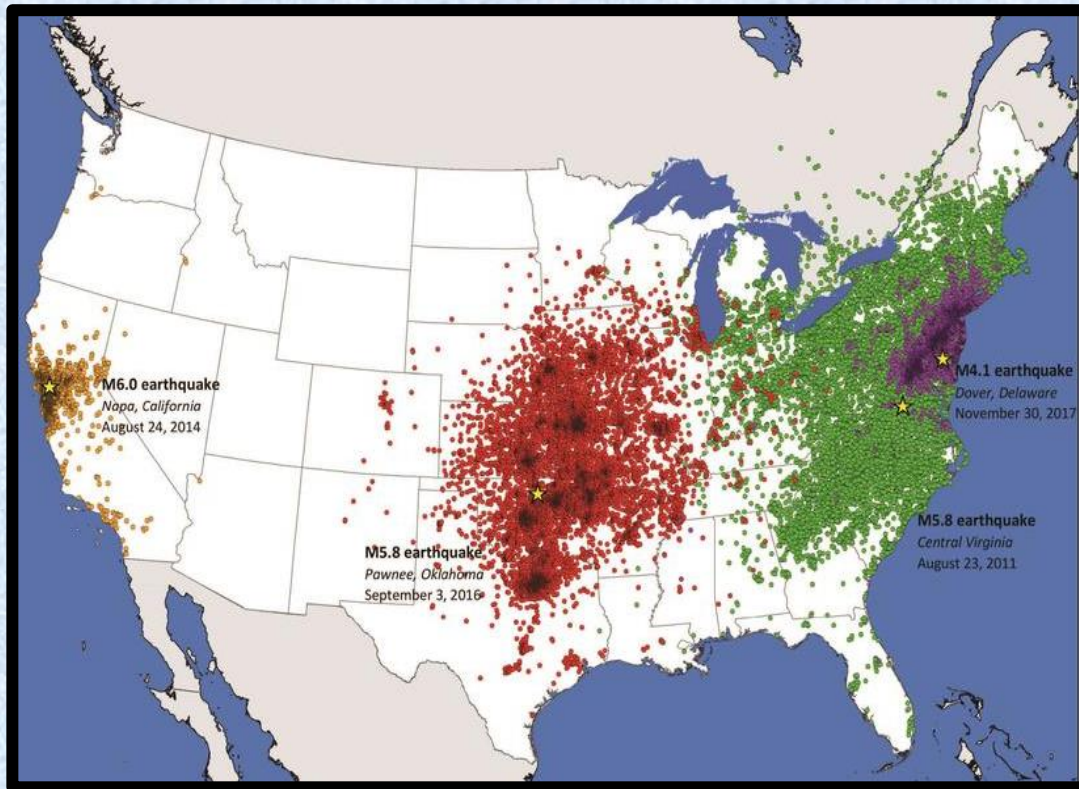 M6.0 earthquake
Napa, California
August 24, 2014
M4.1 earthquake
Dover, Delaware
November 30, 2017
M5.8 earthquake
Pawnee, Oklahoma
September 3, 2016
M5.8 earthquake
Central Virginia
August 23, 2011